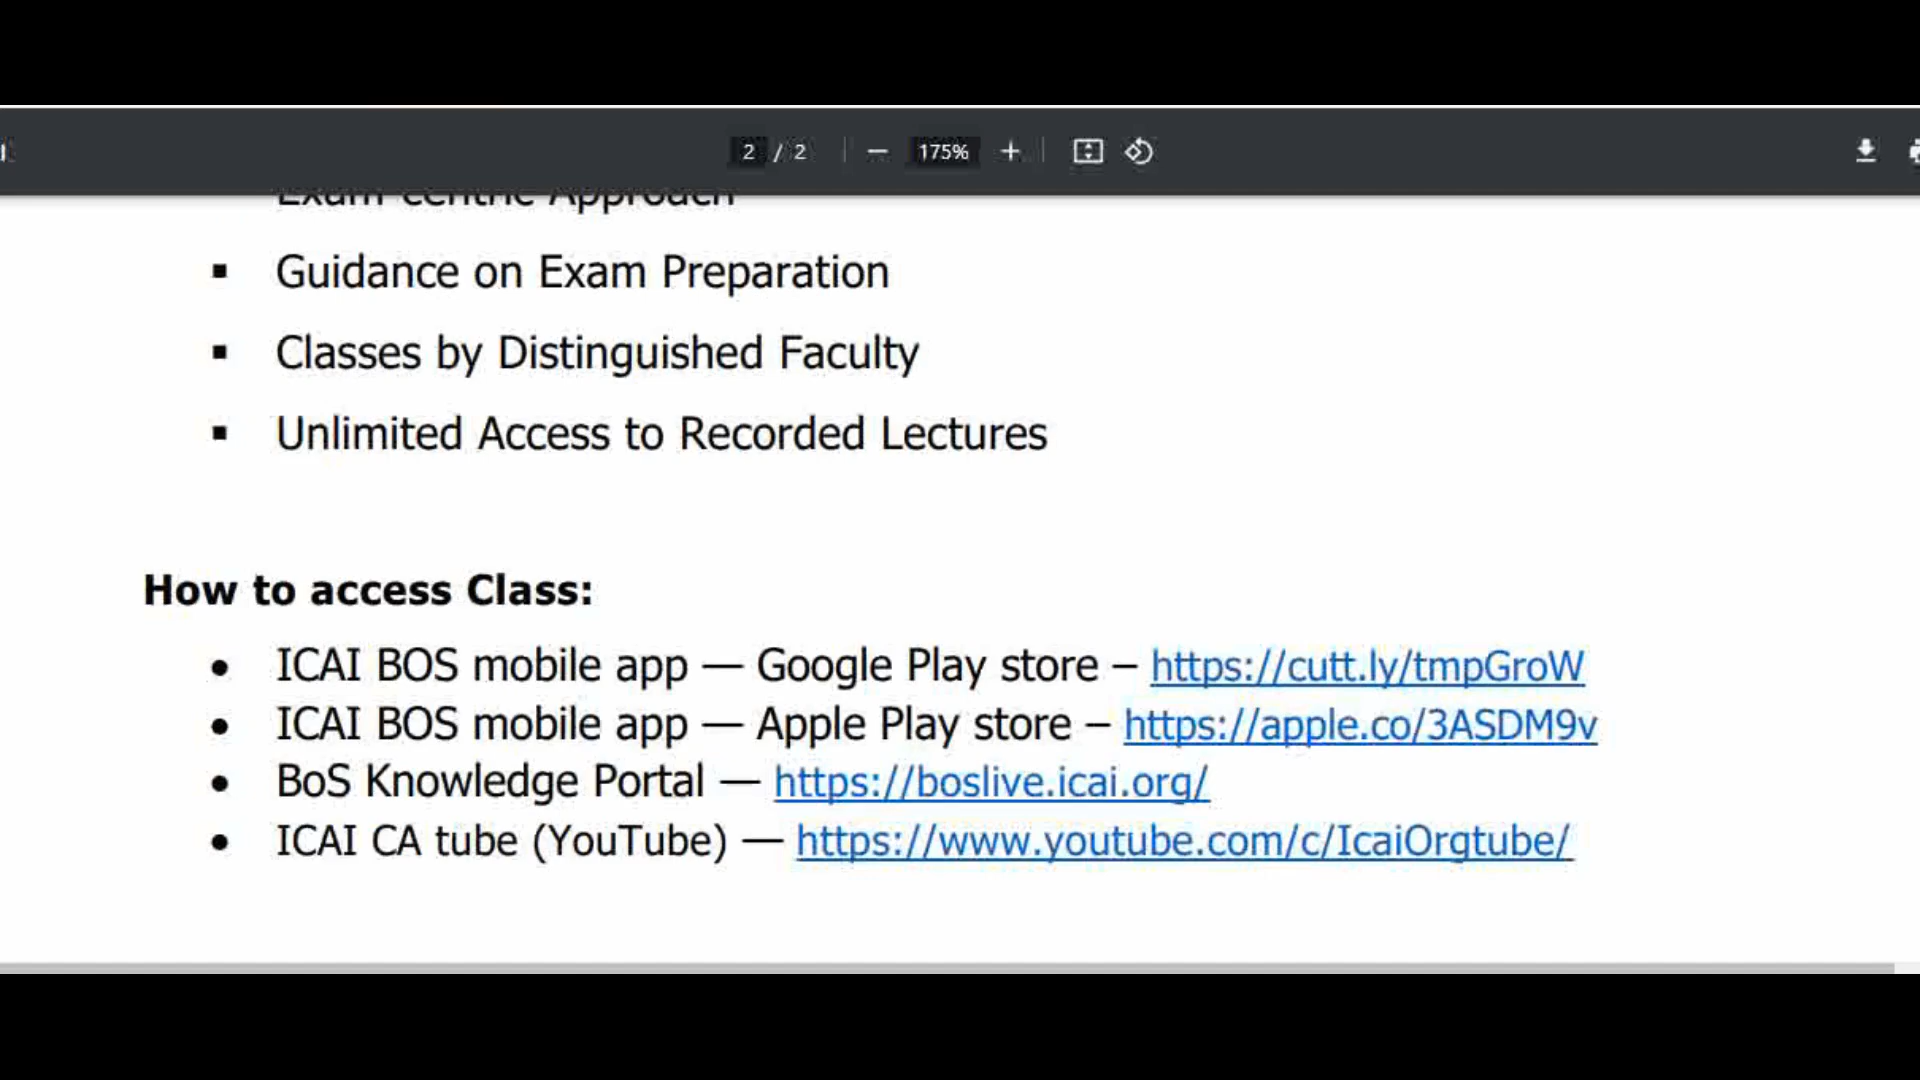 2 / 2 — 175% +
Exam centric Approach
▪ Guidance on Exam Preparation
▪ Classes by Distinguished Faculty
▪ Unlimited Access to Recorded Lectures
How to access Class:
• ICAI BOS mobile app — Google Play store – https://cutt.ly/tmpGroW
• ICAI BOS mobile app — Apple Play store – https://apple.co/3ASDM9v
• BoS Knowledge Portal — https://boslive.icai.org/
• ICAI CA tube (YouTube) — https://www.youtube.com/c/IcaiOrgtube/